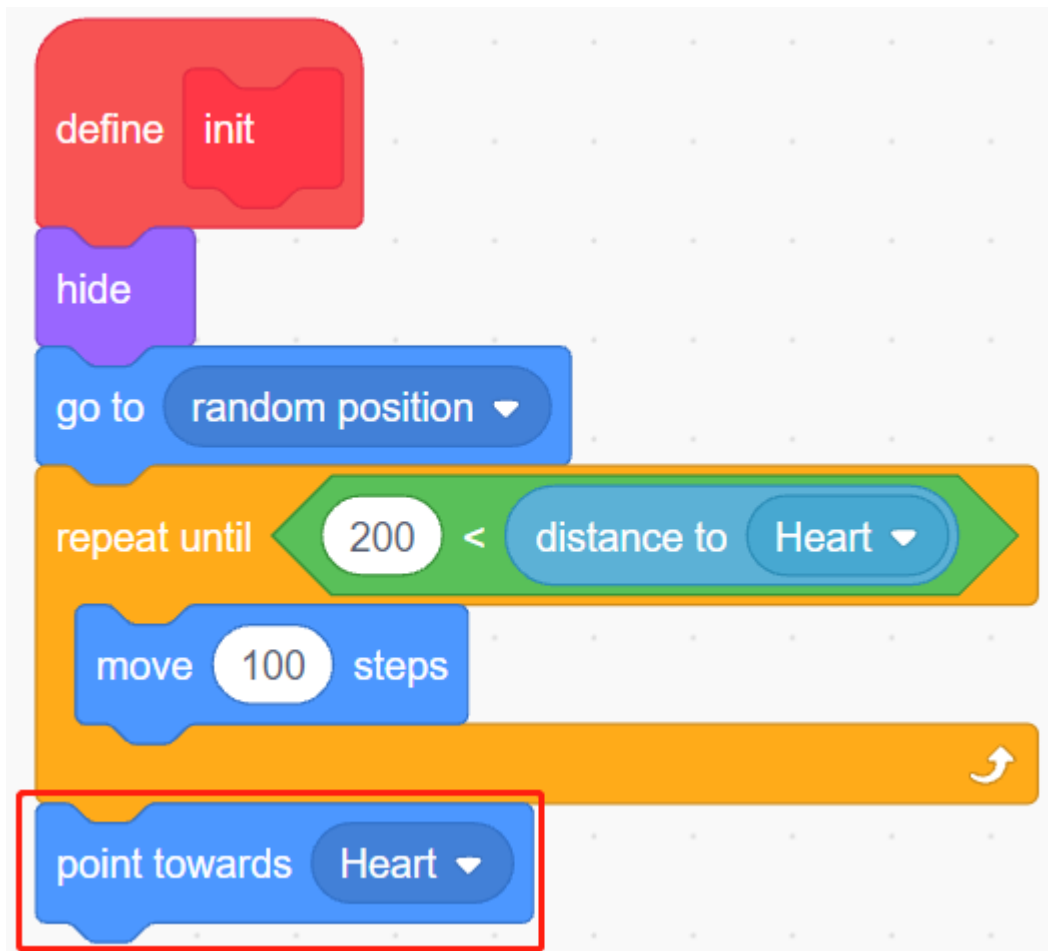 define init
hide
go to random position
repeat until 200 < distance to Heart
move 100 steps
point towards Heart